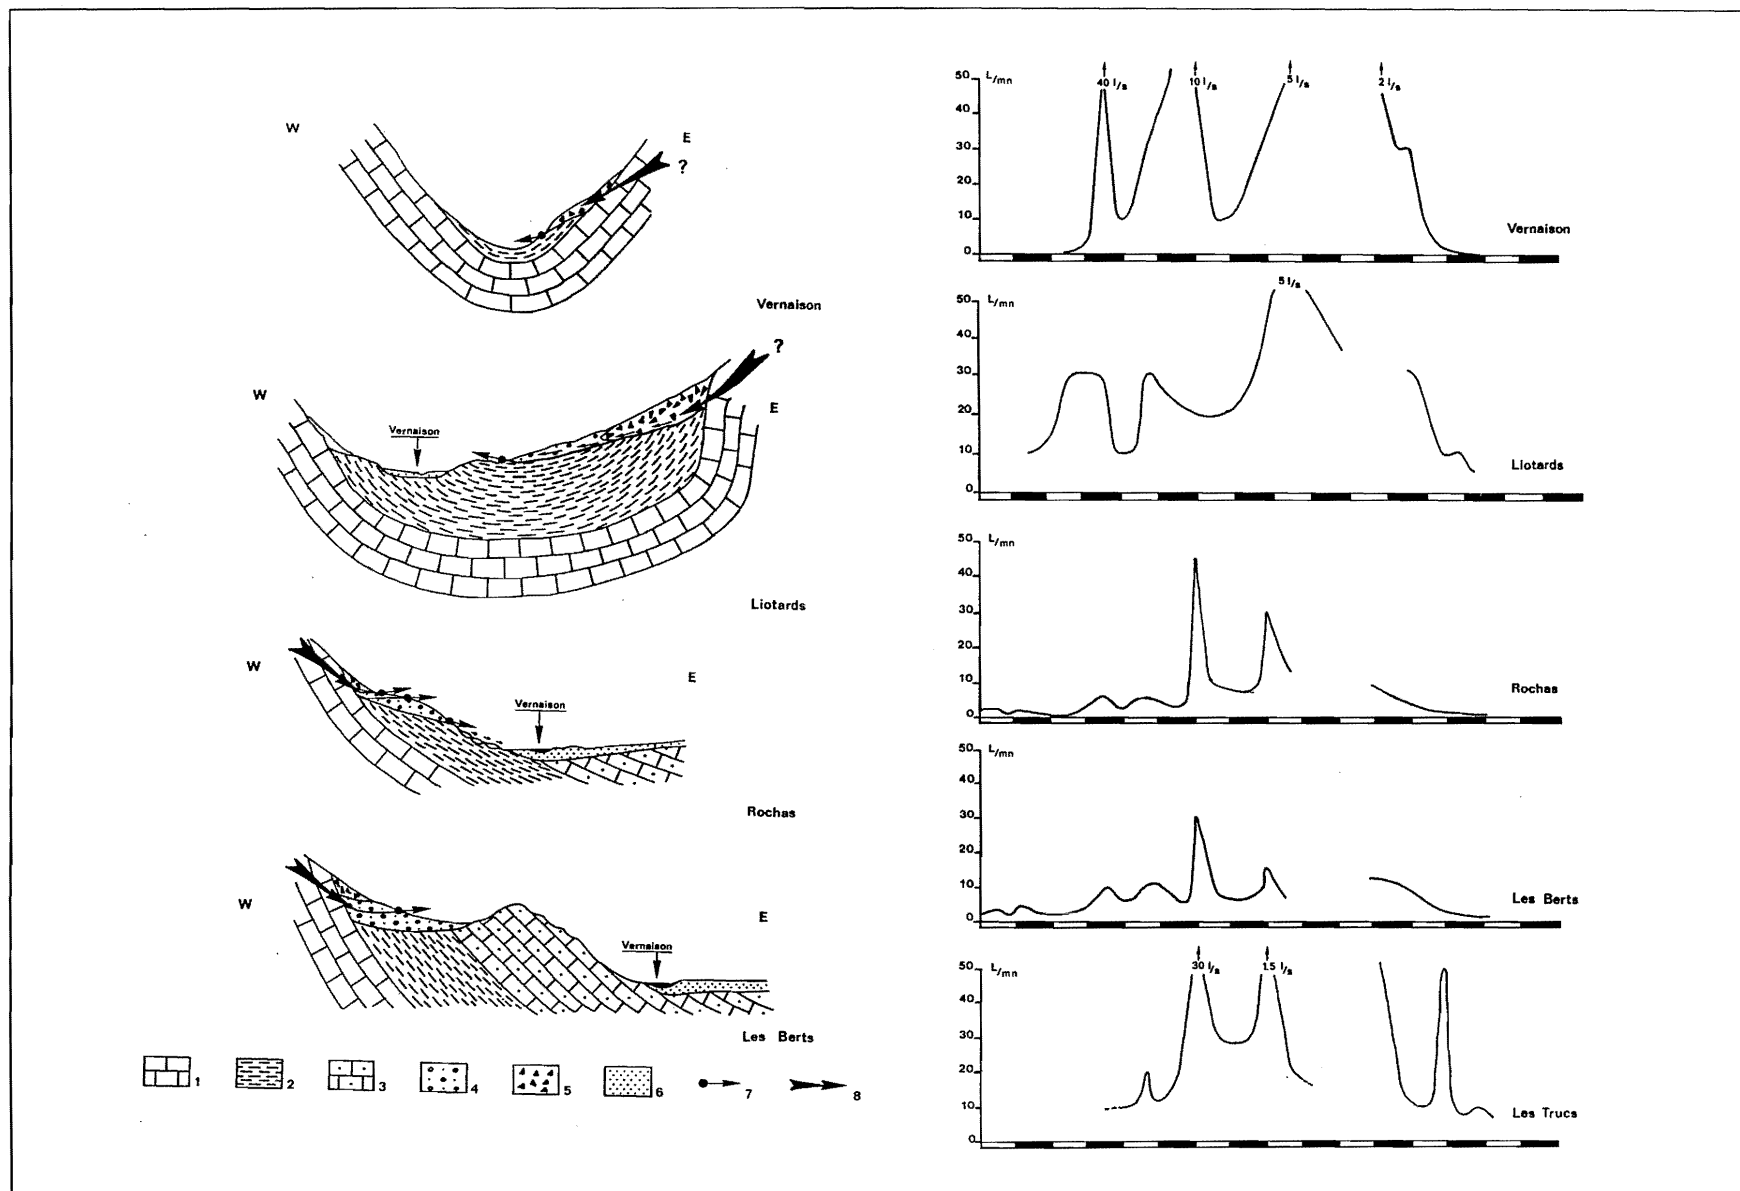 W
E
?
Vernaison
W
E
?
Vernaison
Liotards
W
E
Vernaison
Rochas
W
E
Vernaison
Les Berts
1
2
3
4
5
6
7
8
50 L/mn
40
30
20
10
0
40 l/s
10 l/s
5 l/s
2 l/s
Vernaison
50 L/mn
40
30
20
10
0
5 l/s
Liotards
50 L/mn
40
30
20
10
0
Rochas
50 L/mn
40
30
20
10
0
Les Berts
50 L/mn
40
30
20
10
0
30 l/s
15 l/s
Les Trucs